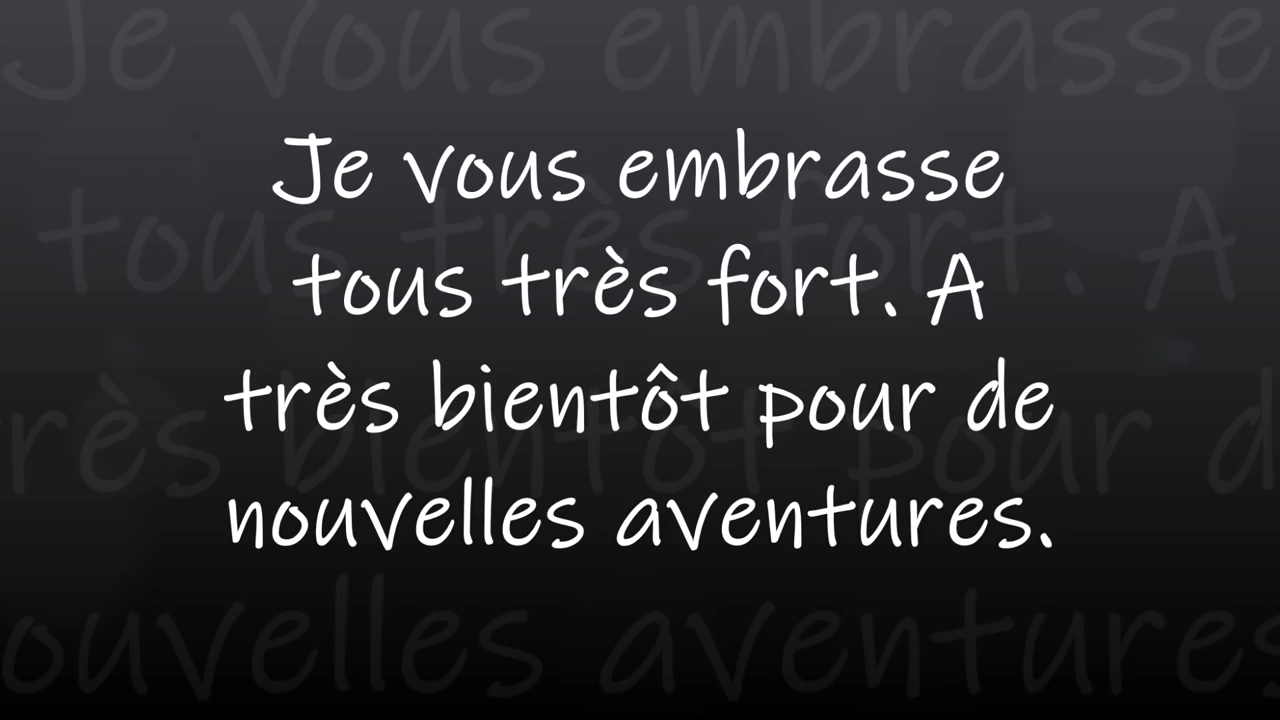 Je vous embrasse
tous très fort. A
très bientôt pour de
nouvelles aventures.